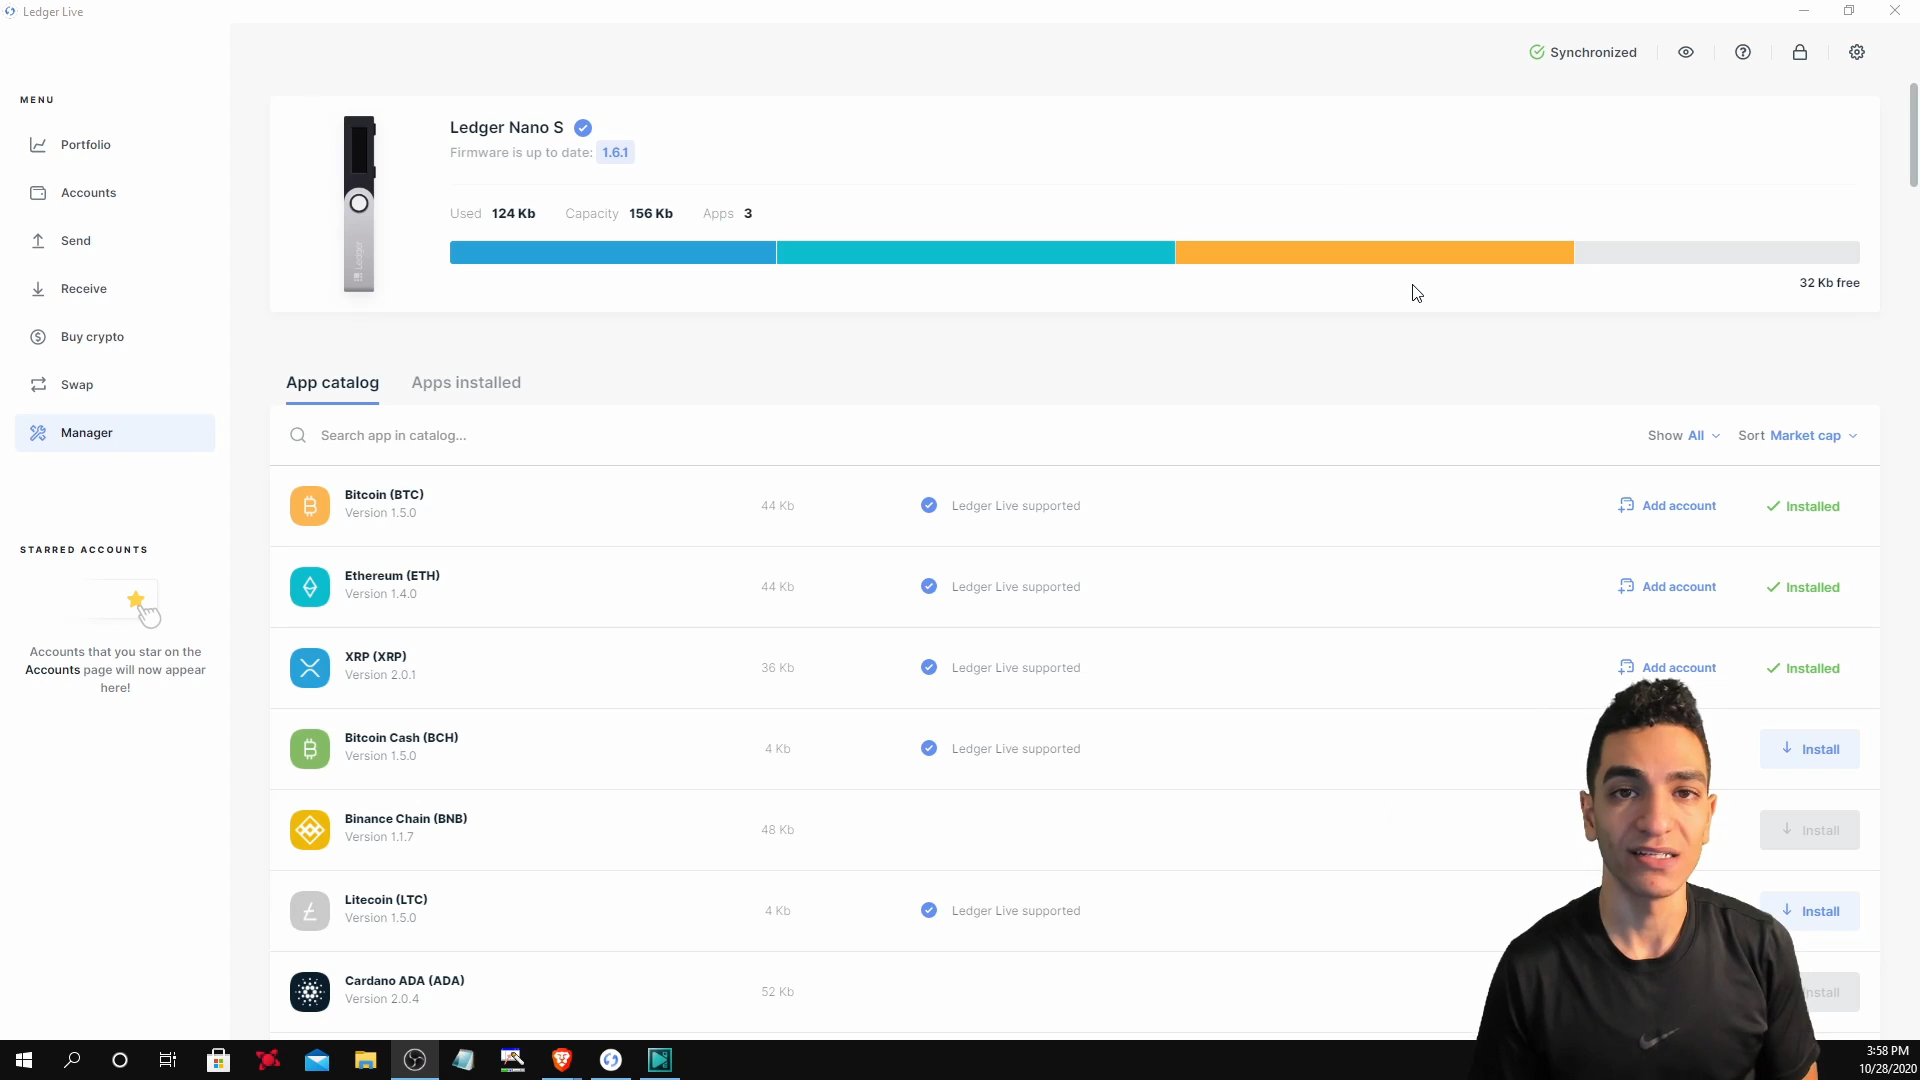 Ledger Live
Synchronized
MENU
Portfolio
Accounts
Send
Receive
Buy crypto
Swap
Manager
STARRED ACCOUNTS
Accounts that you star on the
Accounts page will now appear
here!
Ledger
Ledger Nano S
Firmware is up to date: 1.6.1
Used 124 Kb Capacity 156 Kb Apps 3
32 Kb free
App catalog Apps installed
Search app in catalog... Show All Sort Market cap
Bitcoin (BTC)
Version 1.5.0
44 Kb Ledger Live supported Add account Installed
Ethereum (ETH)
Version 1.4.0
44 Kb Ledger Live supported Add account Installed
XRP (XRP)
Version 2.0.1
36 Kb Ledger Live supported Add account Installed
Bitcoin Cash (BCH)
Version 1.5.0
4 Kb Ledger Live supported Install
Binance Chain (BNB)
Version 1.1.7
48 Kb Install
Litecoin (LTC)
Version 1.5.0
4 Kb Ledger Live supported Install
Cardano ADA (ADA)
Version 2.0.4
52 Kb nstall
3:58 PM
10/28/2020